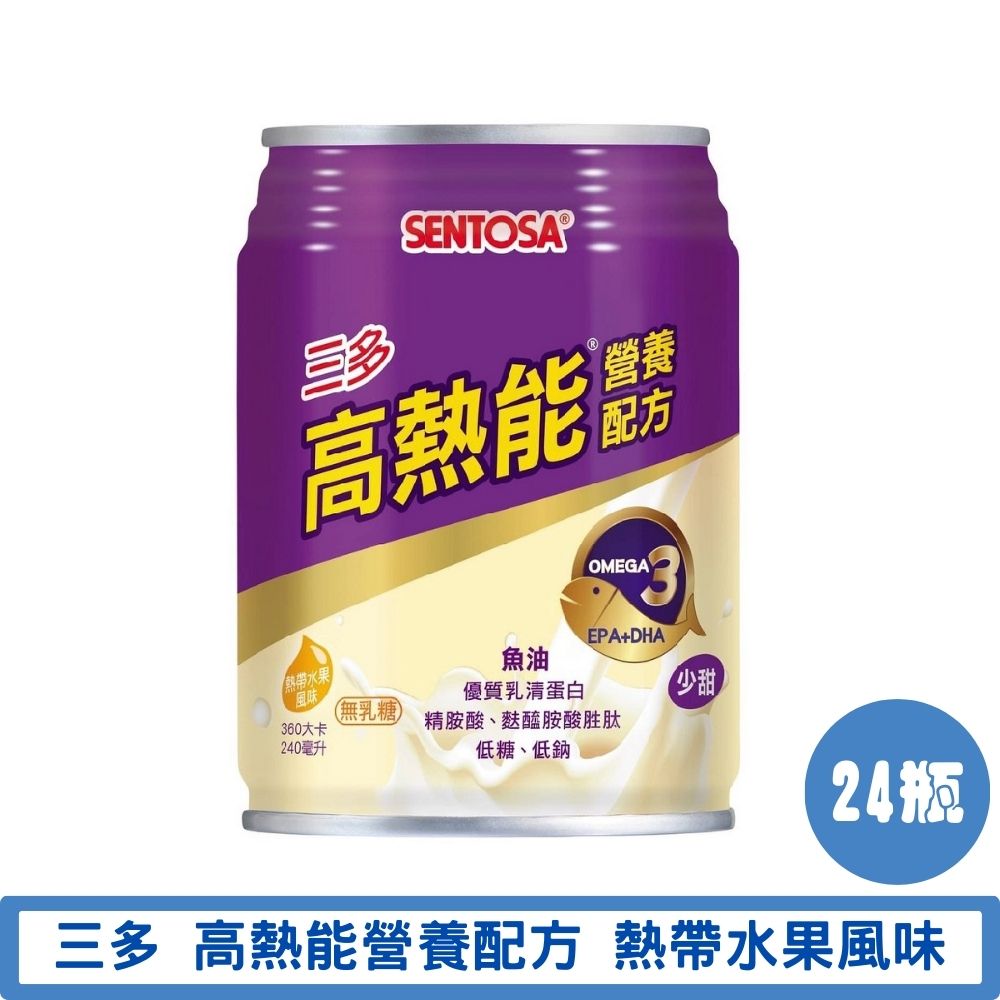 SENTOSA®
三多
高熱能®營養
配方
OMEGA 3
EPA+DHA
魚油
優質乳清蛋白
精胺酸、麩醯胺酸胜肽
低糖、低鈉
少甜
熱帶水果
風味
無乳糖
360大卡
240毫升
24瓶
三多 高熱能營養配方 熱帶水果風味